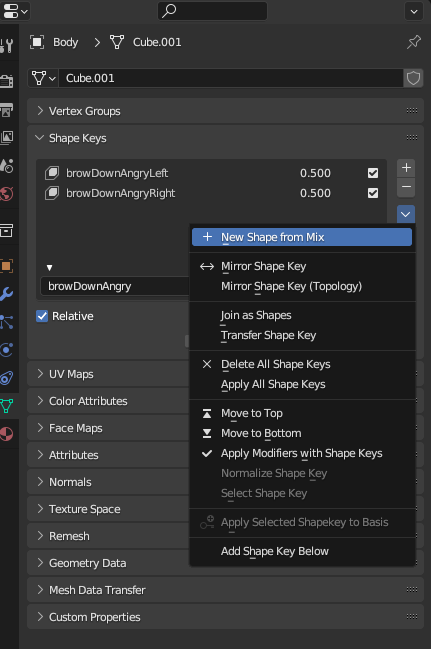 Body > Cube.001
Cube.001
Vertex Groups
Shape Keys
browDownAngryLeft 0.500
browDownAngryRight 0.500
New Shape from Mix
Mirror Shape Key
Mirror Shape Key (Topology)
browDownAngry
Relative
Join as Shapes
Transfer Shape Key
Delete All Shape Keys
Apply All Shape Keys
Move to Top
Move to Bottom
Apply Modifiers with Shape Keys
Normalize Shape Key
Select Shape Key
Apply Selected Shapekey to Basis
Add Shape Key Below
UV Maps
Color Attributes
Face Maps
Attributes
Normals
Texture Space
Remesh
Geometry Data
Mesh Data Transfer
Custom Properties